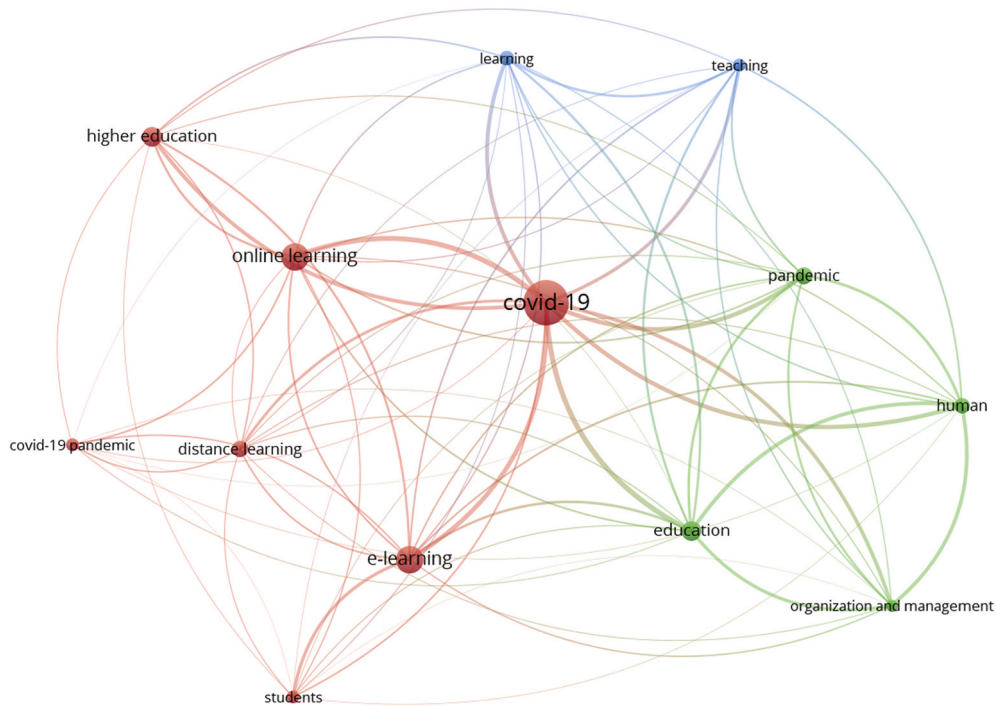 learning
teaching
higher education
online learning
pandemic
covid-19
human
covid-19 pandemic
distance learning
education
e-learning
organization and management
students